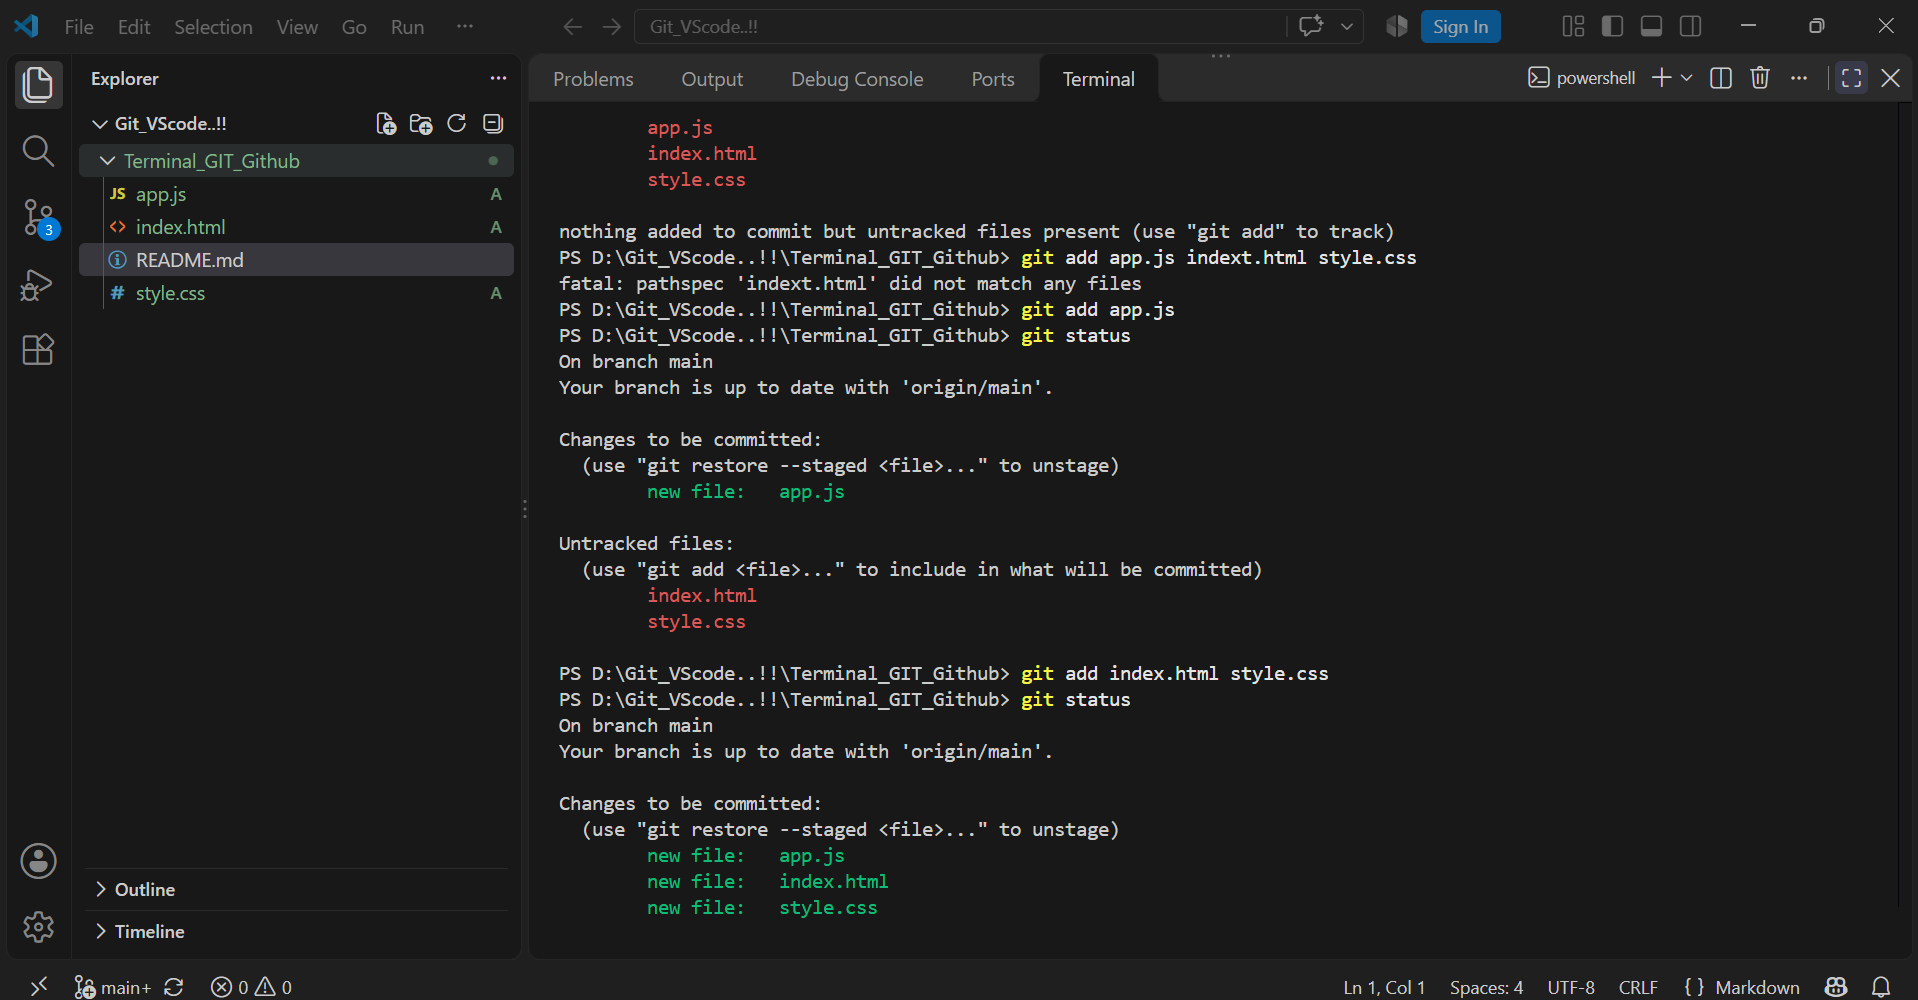 File Edit Selection View Go Run ... Git_VScode..!! Sign In
Explorer ...
Git_VScode..!!
Terminal_GIT_Github
JS app.js A
<> index.html A
README.md
# style.css A
3
Outline
Timeline
Problems Output Debug Console Ports Terminal powershell
app.js
index.html
style.css
nothing added to commit but untracked files present (use "git add" to track)
PS D:\Git_VScode..!!\Terminal_GIT_Github> git add app.js indext.html style.css
fatal: pathspec 'indext.html' did not match any files
PS D:\Git_VScode..!!\Terminal_GIT_Github> git add app.js
PS D:\Git_VScode..!!\Terminal_GIT_Github> git status
On branch main
Your branch is up to date with 'origin/main'.
Changes to be committed:
(use "git restore --staged <file>..." to unstage)
new file: app.js
Untracked files:
(use "git add <file>..." to include in what will be committed)
index.html
style.css
PS D:\Git_VScode..!!\Terminal_GIT_Github> git add index.html style.css
PS D:\Git_VScode..!!\Terminal_GIT_Github> git status
On branch main
Your branch is up to date with 'origin/main'.
Changes to be committed:
(use "git restore --staged <file>..." to unstage)
new file: app.js
new file: index.html
new file: style.css
main+ 0 0 Ln 1, Col 1 Spaces: 4 UTF-8 CRLF { } Markdown